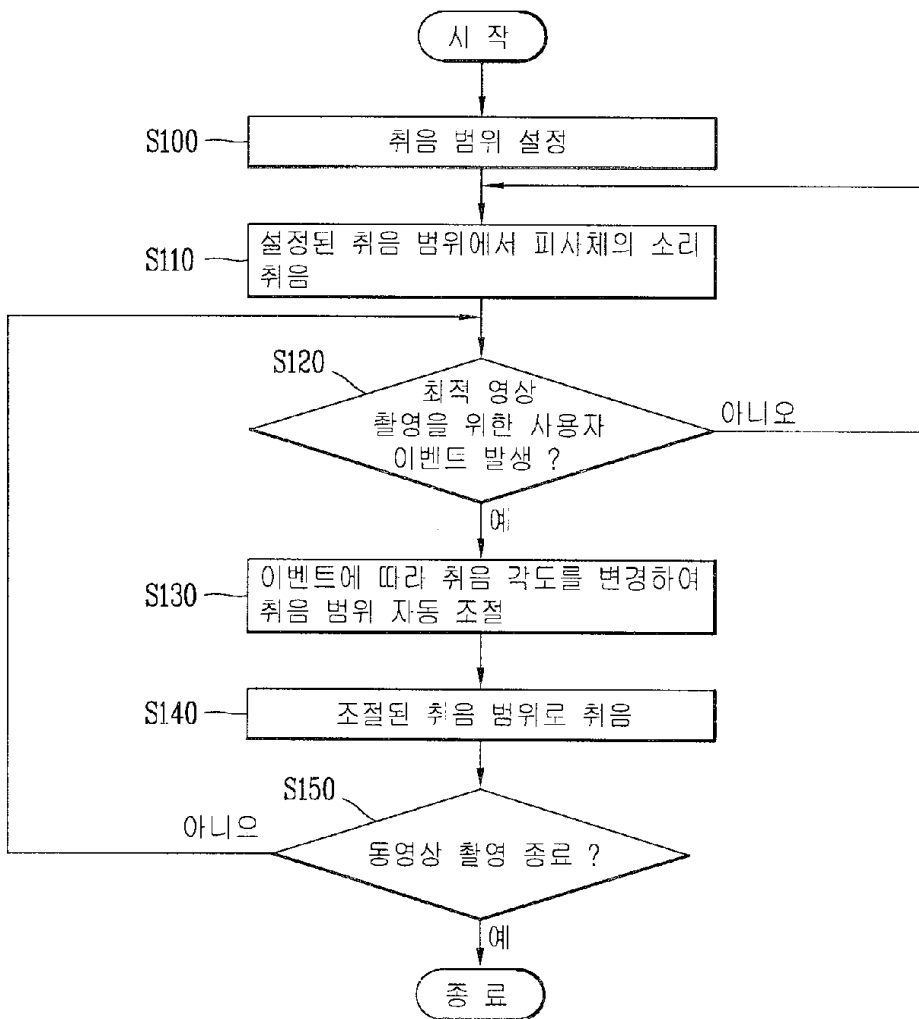 시 작
S100
취음 범위 설정
S110
설정된 취음 범위에서 피사체의 소리
취음
S120
최적 영상
촬영을 위한 사용자
이벤트 발생 ?
아니오
예
S130
이벤트에 따라 취음 각도를 변경하여
취음 범위 자동 조절
S140
조절된 취음 범위로 취음
S150
아니오
동영상 촬영 종료 ?
예
종 료